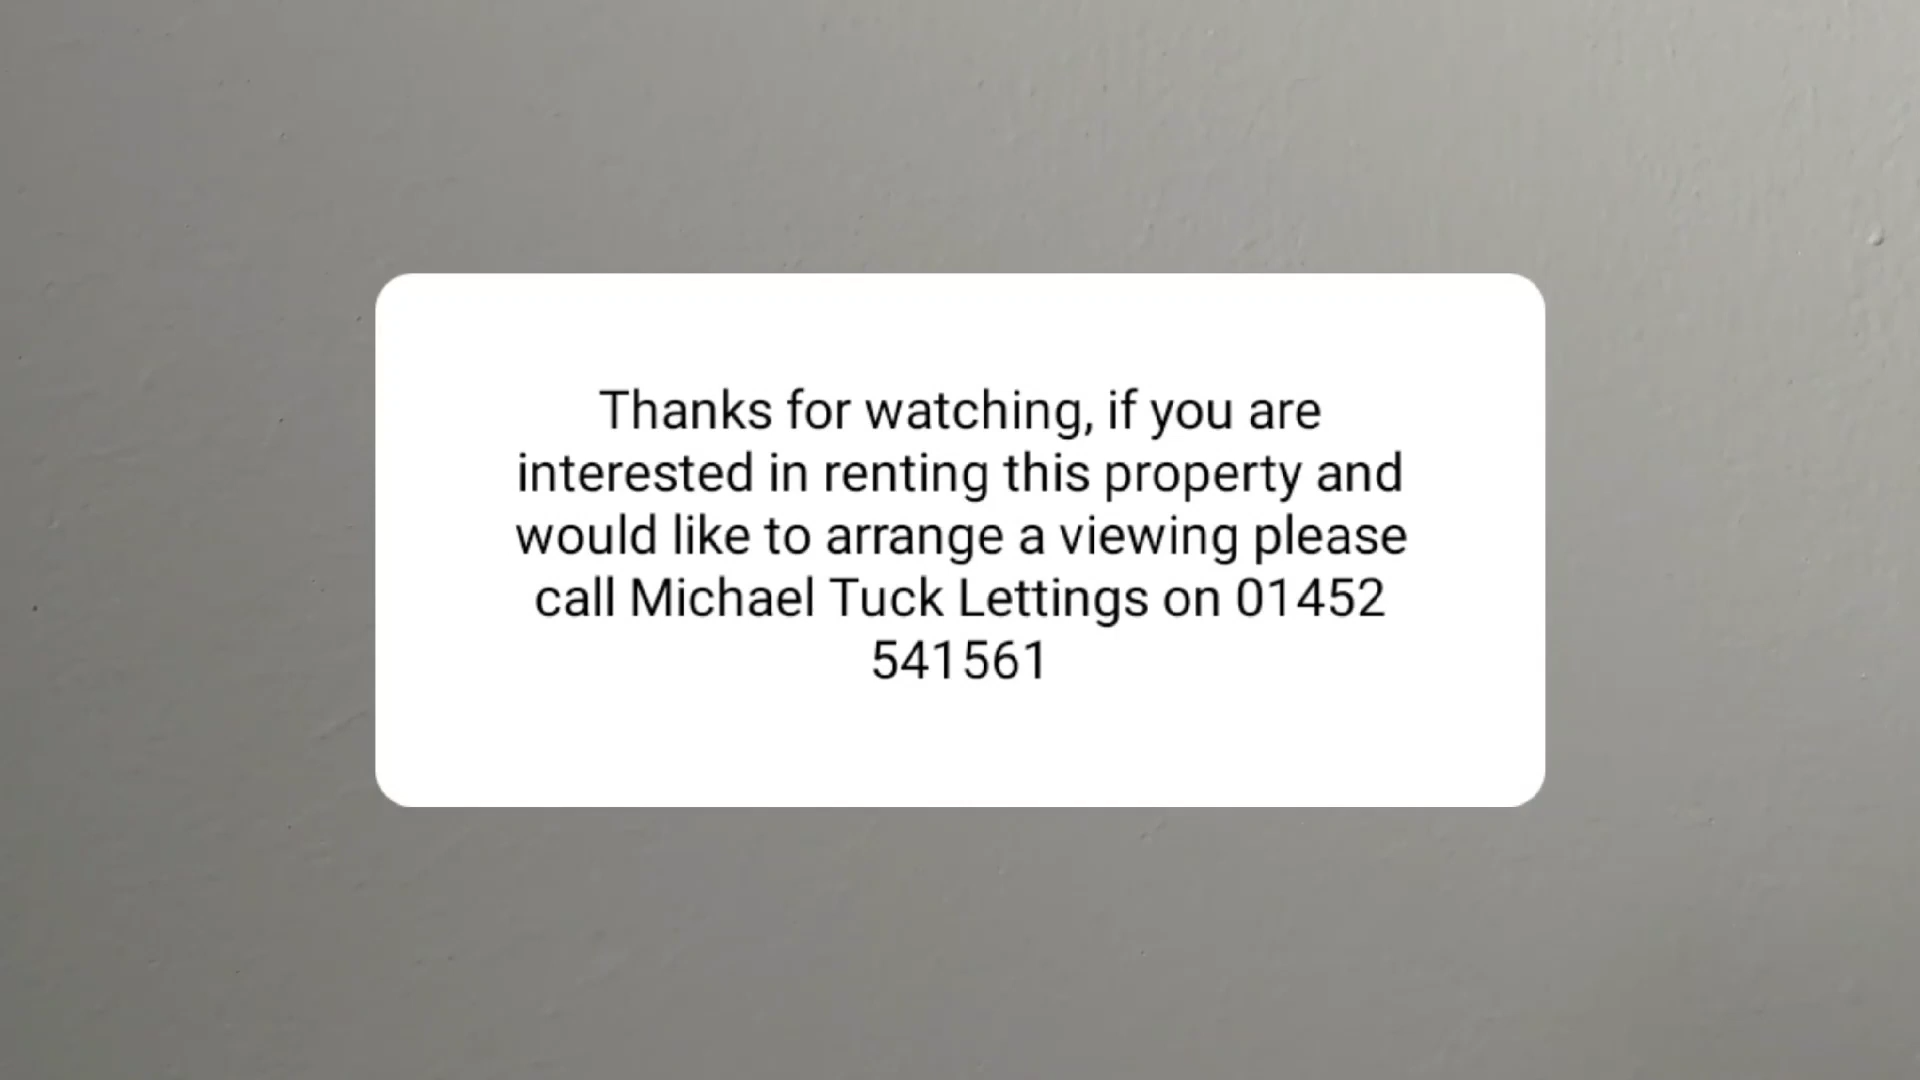 Thanks for watching, if you are
interested in renting this property and
would like to arrange a viewing please
call Michael Tuck Lettings on 01452
541561